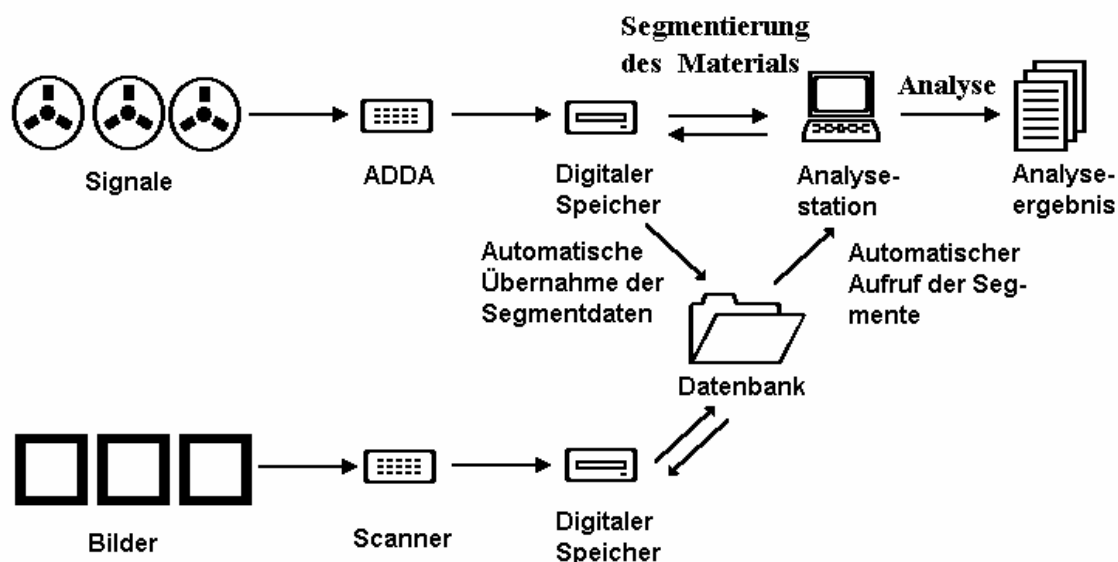 Segmentierung
des Materials
Analyse
Signale
ADDA
Digitaler
Speicher
Analyse-
station
Analyse-
ergebnis
Automatische
Übernahme der
Segmentdaten
Automatischer
Aufruf der Seg-
mente
Datenbank
Bilder
Scanner
Digitaler
Speicher